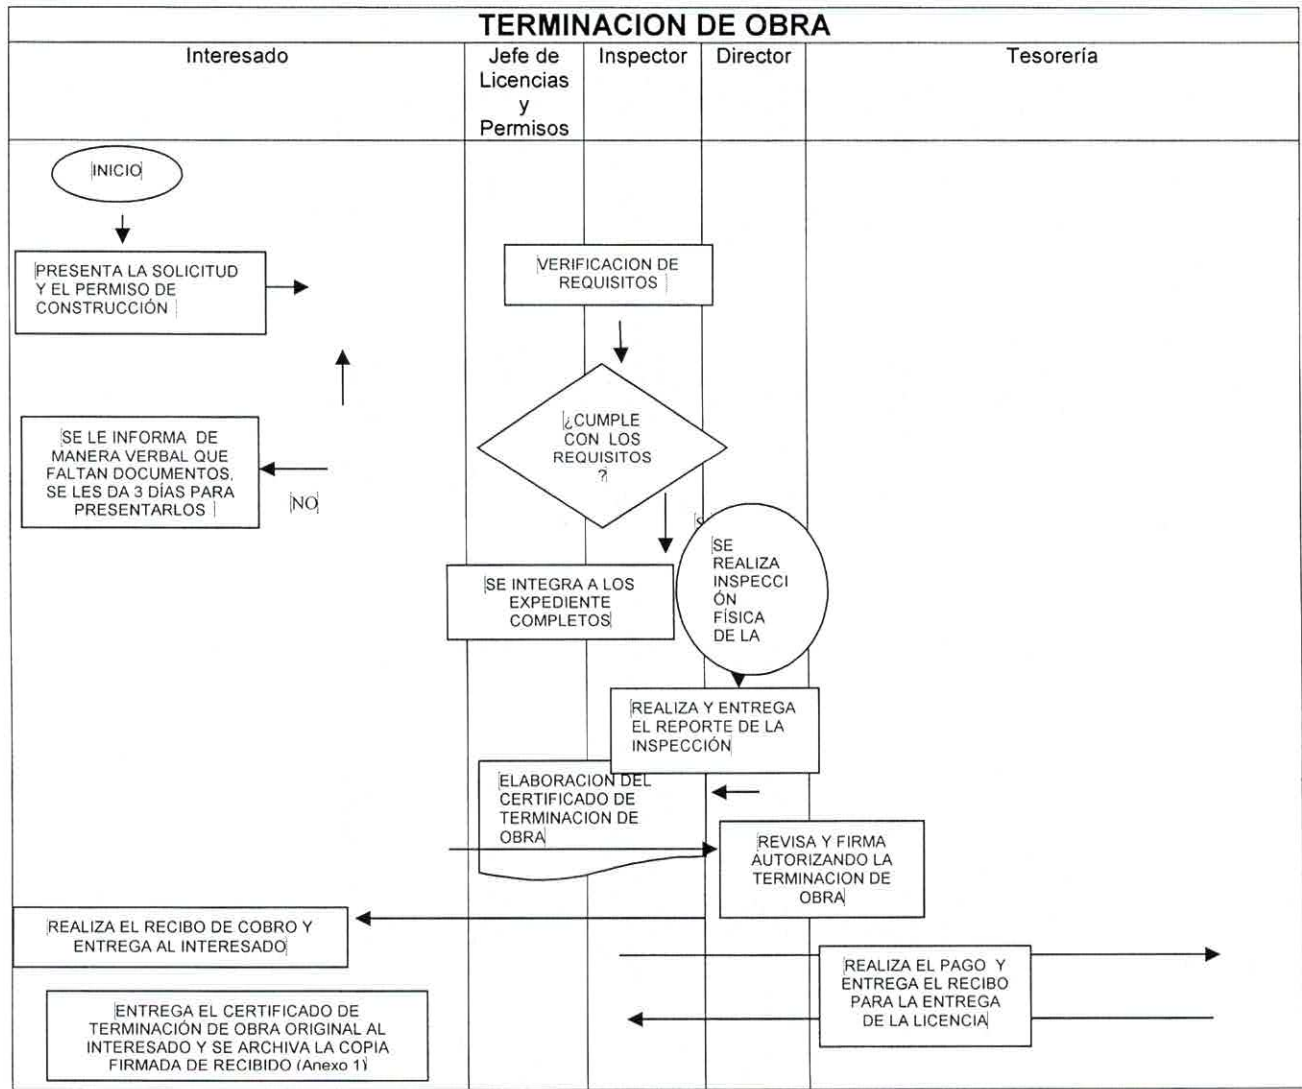 TERMINACION DE OBRA
Interesado
Jefe de
Licencias
y
Permisos
Inspector
Director
Tesorería
INICIO
PRESENTA LA SOLICITUD
Y EL PERMISO DE
CONSTRUCCIÓN
VERIFICACION DE
REQUISITOS
¿CUMPLE
CON LOS
REQUISITOS
?
SE LE INFORMA DE
MANERA VERBAL QUE
FALTAN DOCUMENTOS,
SE LES DA 3 DÍAS PARA
PRESENTARLOS
NO
SE
REALIZA
INSPECCI
ÓN
FÍSICA
DE LA
SE INTEGRA A LOS
EXPEDIENTE
COMPLETOS
REALIZA Y ENTREGA
EL REPORTE DE LA
INSPECCIÓN
ELABORACION DEL
CERTIFICADO DE
TERMINACION DE
OBRA
REVISA Y FIRMA
AUTORIZANDO LA
TERMINACION DE
OBRA
REALIZA EL RECIBO DE COBRO Y
ENTREGA AL INTERESADO
REALIZA EL PAGO Y
ENTREGA EL RECIBO
PARA LA ENTREGA
DE LA LICENCIA
ENTREGA EL CERTIFICADO DE
TERMINACIÓN DE OBRA ORIGINAL AL
INTERESADO Y SE ARCHIVA LA COPIA
FIRMADA DE RECIBIDO (Anexo 1)